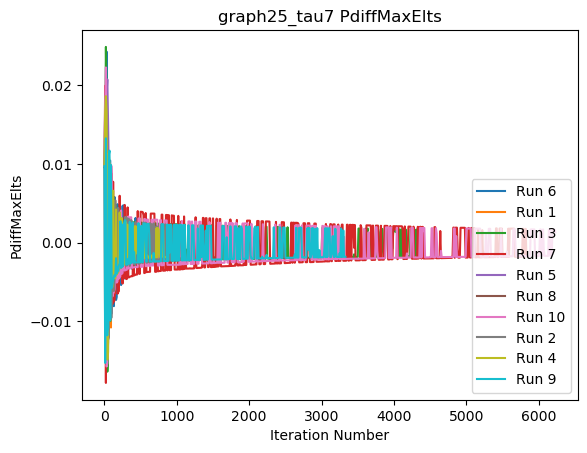 graph25_tau7 PdiffMaxElts
PdiffMaxElts
0.02
0.01
0.00
−0.01
0 1000 2000 3000 4000 5000 6000
Iteration Number
Run 6
Run 1
Run 3
Run 7
Run 5
Run 8
Run 10
Run 2
Run 4
Run 9